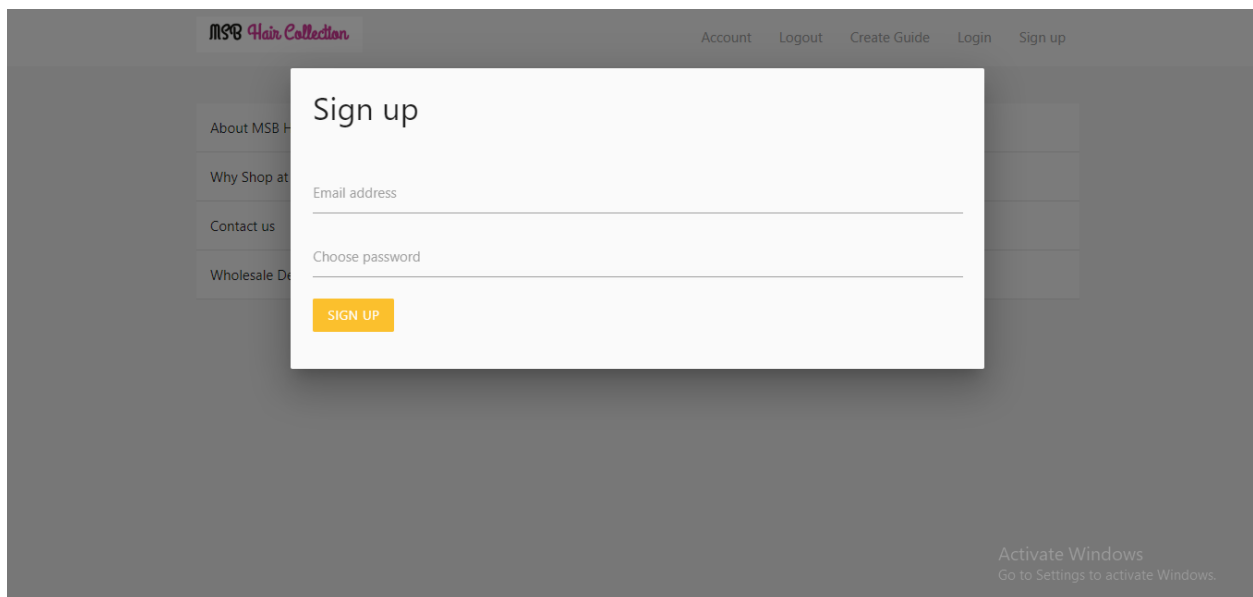 MSB Hair Collection
Account Logout Create Guide Login Sign up
Sign up
About MSB H
Why Shop at
Email address
Contact us
Choose password
Wholesale De
SIGN UP
Activate Windows
Go to Settings to activate Windows.